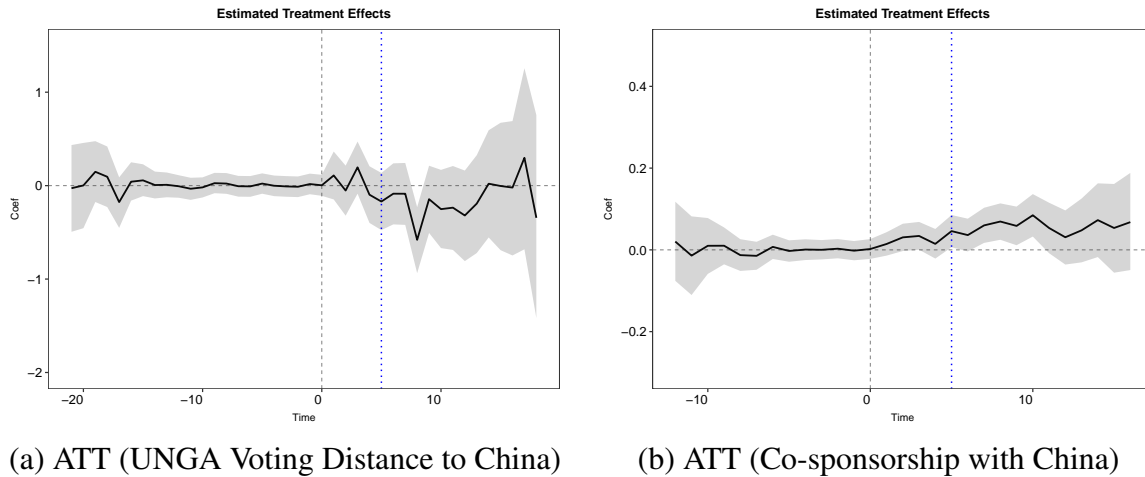 Estimated Treatment Effects
Coef
1
0
−1
−2
−20
−10
0
10
Time
(a) ATT (UNGA Voting Distance to China)
Estimated Treatment Effects
Coef
0.4
0.2
0.0
−0.2
−10
0
10
Time
(b) ATT (Co-sponsorship with China)